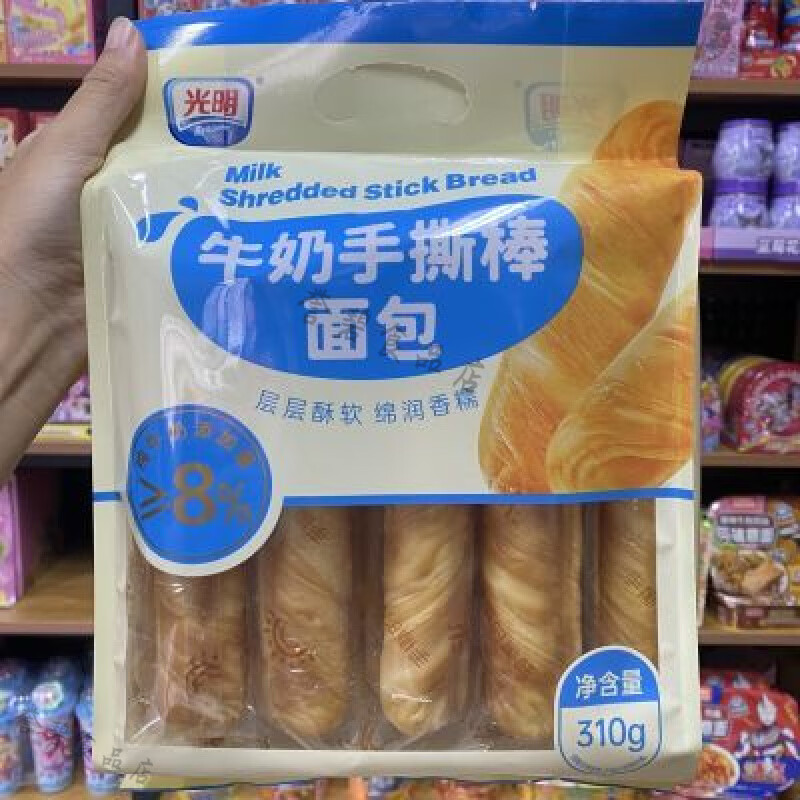 光明
Milk
Shredded Stick Bread
牛奶手撕棒
面包
层层酥软 绵润香糯
≥8%
净含量
310g